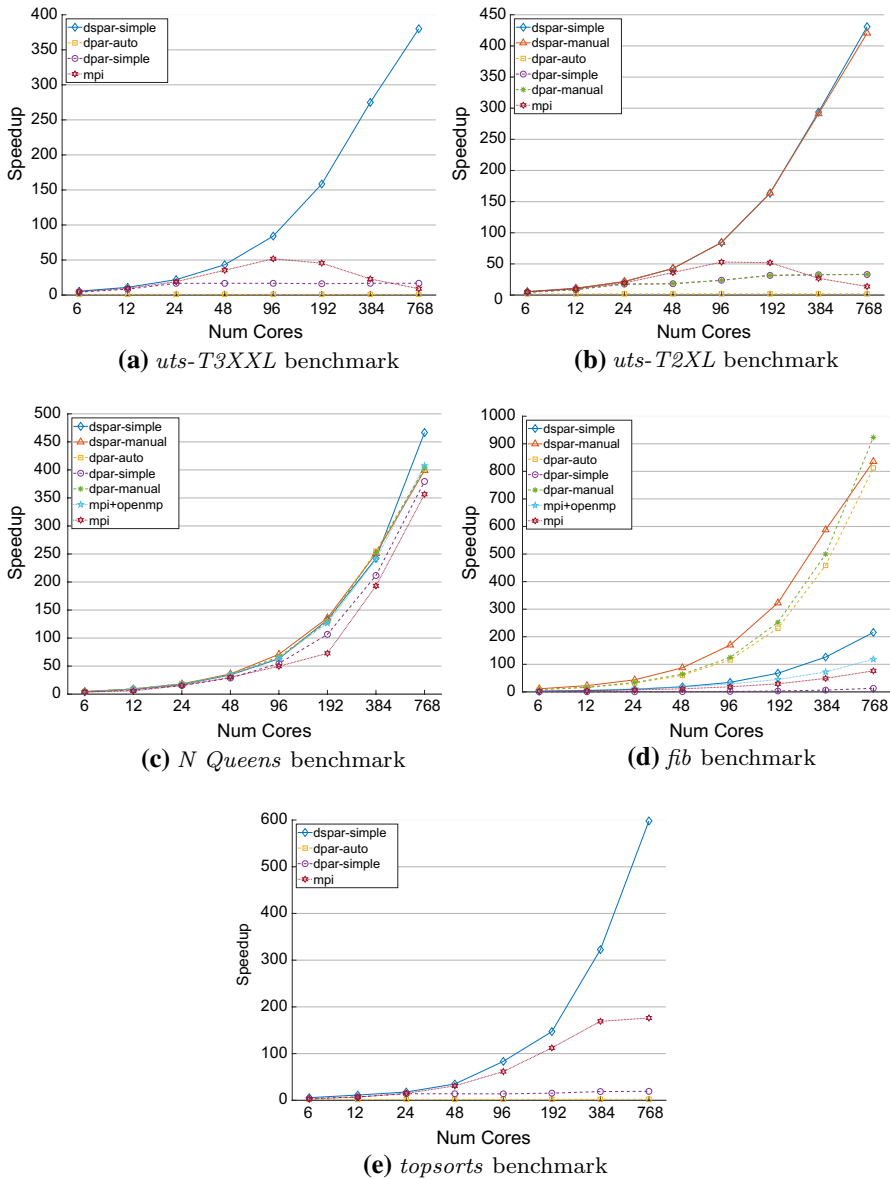 400
350
300
250
200
150
100
50
0
Speedup
dspar-simple
dpar-auto
dpar-simple
mpi
6 12 24 48 96 192 384 768
Num Cores
(a) uts-T3XXL benchmark
450
400
350
300
250
200
150
100
50
0
Speedup
dspar-simple
dspar-manual
dpar-auto
dpar-simple
dpar-manual
mpi
6 12 24 48 96 192 384 768
Num Cores
(b) uts-T2XL benchmark
500
450
400
350
300
250
200
150
100
50
0
Speedup
dspar-simple
dspar-manual
dpar-auto
dpar-simple
dpar-manual
mpi+openmp
mpi
6 12 24 48 96 192 384 768
Num Cores
(c) N Queens benchmark
1000
900
800
700
600
500
400
300
200
100
0
Speedup
dspar-simple
dspar-manual
dpar-auto
dpar-simple
dpar-manual
mpi+openmp
mpi
6 12 24 48 96 192 384 768
Num Cores
(d) fib benchmark
600
600
400
300
200
100
0
Speedup
dspar-simple
dpar-auto
dpar-simple
mpi
6 12 24 48 96 192 384 768
Num Cores
(e) topsorts benchmark